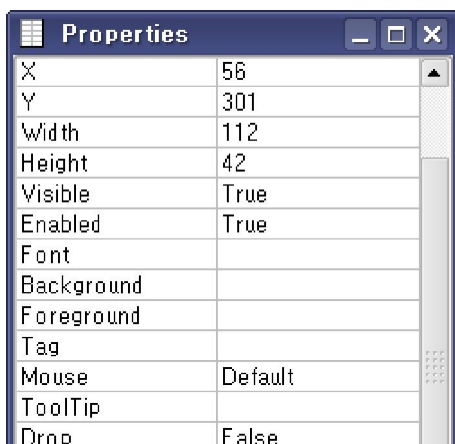 Properties
X 56
Y 301
Width 112
Height 42
Visible True
Enabled True
Font
Background
Foreground
Tag
Mouse Default
ToolTip
Drop False